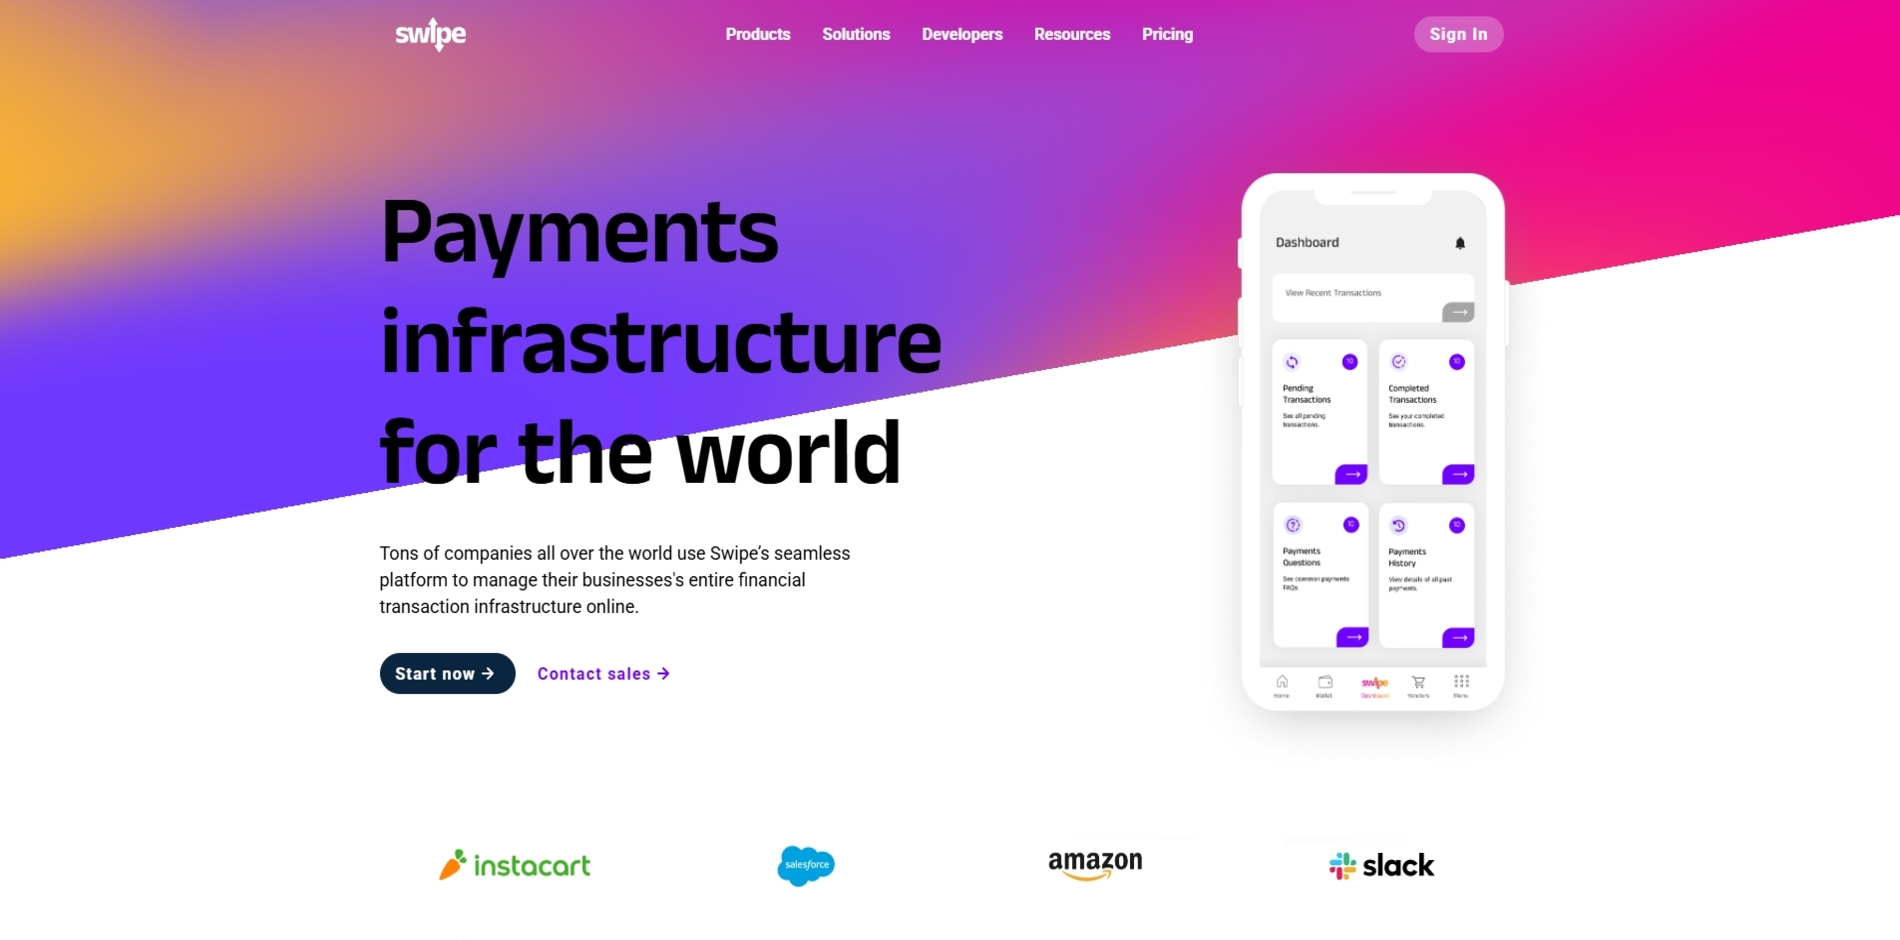 swipe
Products Solutions Developers Resources Pricing
Sign In
Payments
infrastructure
for the world
Tons of companies all over the world use Swipe’s seamless
platform to manage their businesses's entire financial
transaction infrastructure online.
Start now → Contact sales →
Dashboard
View Recent Transactions
→
10
Pending
Transactions
See all pending
transactions.
→
10
Completed
Transactions
See your completed
transactions.
→
10
Payments
Questions
See common payments
FAQs
→
10
Payments
History
View details of all past
payments.
→
Home
Wallet
swipe
Dashboard
Vendors
Menu
instacart
salesforce
amazon
slack